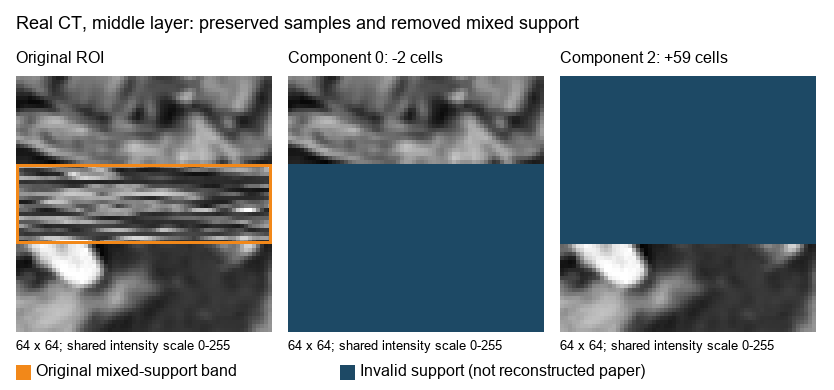 Real CT, middle layer: preserved samples and removed mixed support
Original ROI
Component 0: -2 cells
Component 2: +59 cells
64 x 64; shared intensity scale 0-255
64 x 64; shared intensity scale 0-255
64 x 64; shared intensity scale 0-255
Original mixed-support band
Invalid support (not reconstructed paper)